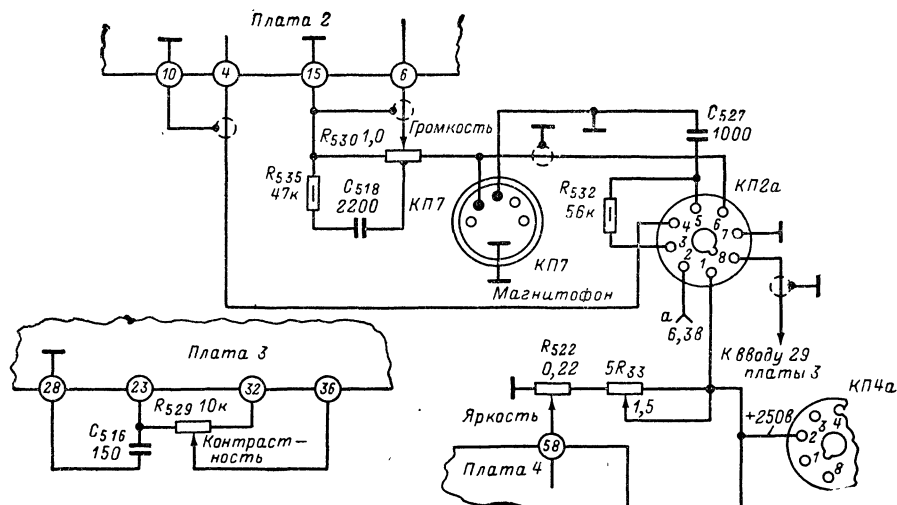 Плата 2
10
4
15
6
R530 1,0
Громкость
R535
47к
C518
2200
КП7
КП7
Магнитофон
C527
1000
R532
56к
КП2а
5
6
4
7
3
8
2
1
а
6,3в
К вводу 29
платы 3
Плата 3
28
23
32
36
R529 10к
C516
150
Контраст-
ность
R522
0,22
5R33
1,5
Яркость
58
Плата 4
+250в
КП4а
4
3
2
1
8